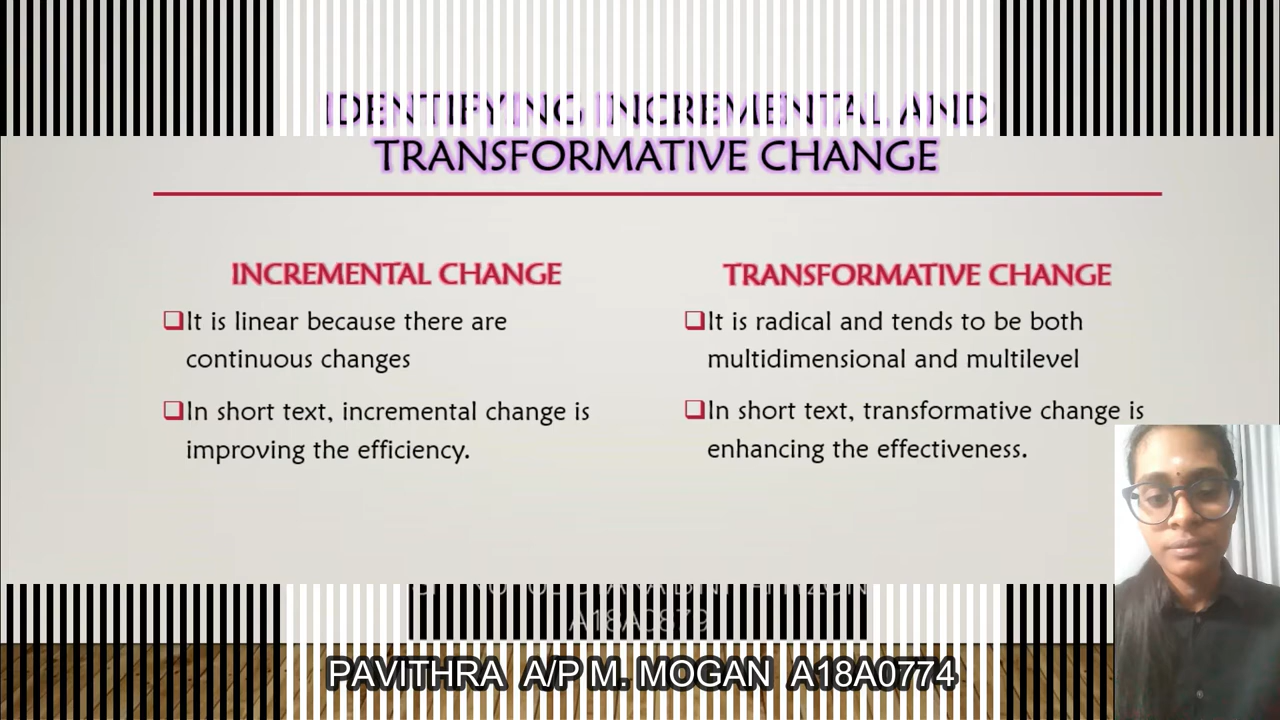 IDENTIFYING INCREMENTAL AND
TRANSFORMATIVE CHANGE
INCREMENTAL CHANGE
❑It is linear because there are
continuous changes
❑In short text, incremental change is
improving the efficiency.
TRANSFORMATIVE CHANGE
❑It is radical and tends to be both
multidimensional and multilevel
❑In short text, transformative change is
enhancing the effectiveness.
PAVITHRA A/P M. MOGAN A18A0774